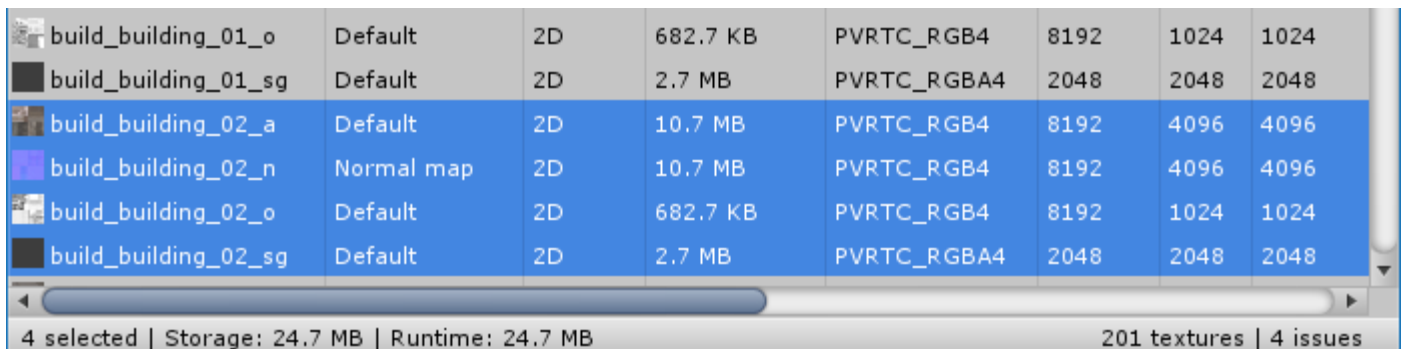 build_building_01_o Default 2D 682.7 KB PVRTC_RGB4 8192 1024 1024
build_building_01_sg Default 2D 2.7 MB PVRTC_RGBA4 2048 2048 2048
build_building_02_a Default 2D 10.7 MB PVRTC_RGB4 8192 4096 4096
build_building_02_n Normal map 2D 10.7 MB PVRTC_RGB4 8192 4096 4096
build_building_02_o Default 2D 682.7 KB PVRTC_RGB4 8192 1024 1024
build_building_02_sg Default 2D 2.7 MB PVRTC_RGBA4 2048 2048 2048
4 selected | Storage: 24.7 MB | Runtime: 24.7 MB 201 textures | 4 issues